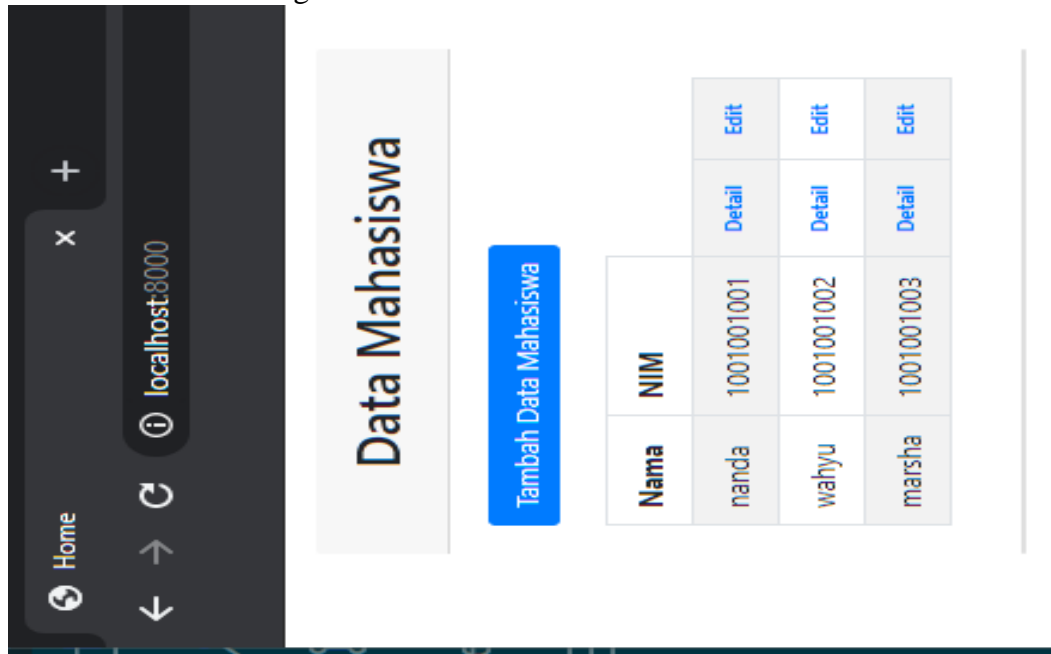 Home
localhost:8000
Data Mahasiswa
Tambah Data Mahasiswa
Nama NIM
nanda 1001001001 Detail Edit
wahyu 1001001002 Detail Edit
marsha 1001001003 Detail Edit